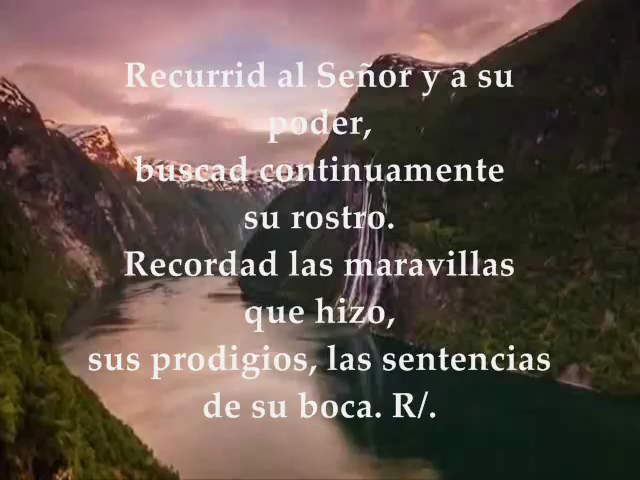 Recurrid al Señor y a su
poder,
buscad continuamente
su rostro.
Recordad las maravillas
que hizo,
sus prodigios, las sentencias
de su boca. R/.